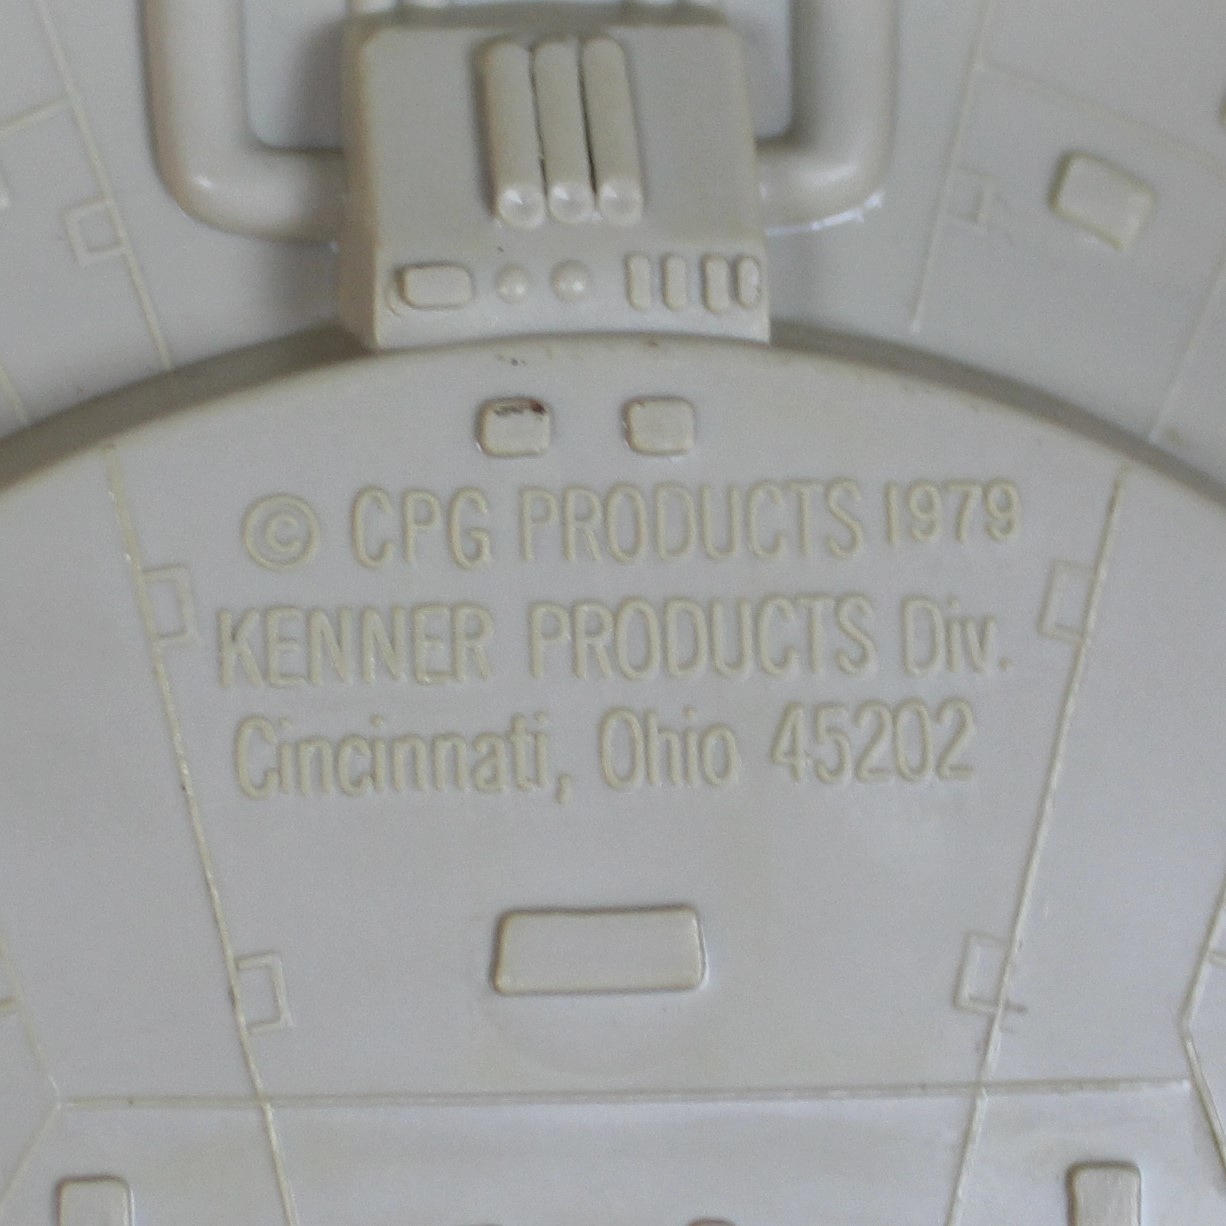 © CPG PRODUCTS 1979
KENNER PRODUCTS Div.
Cincinnati, Ohio 45202